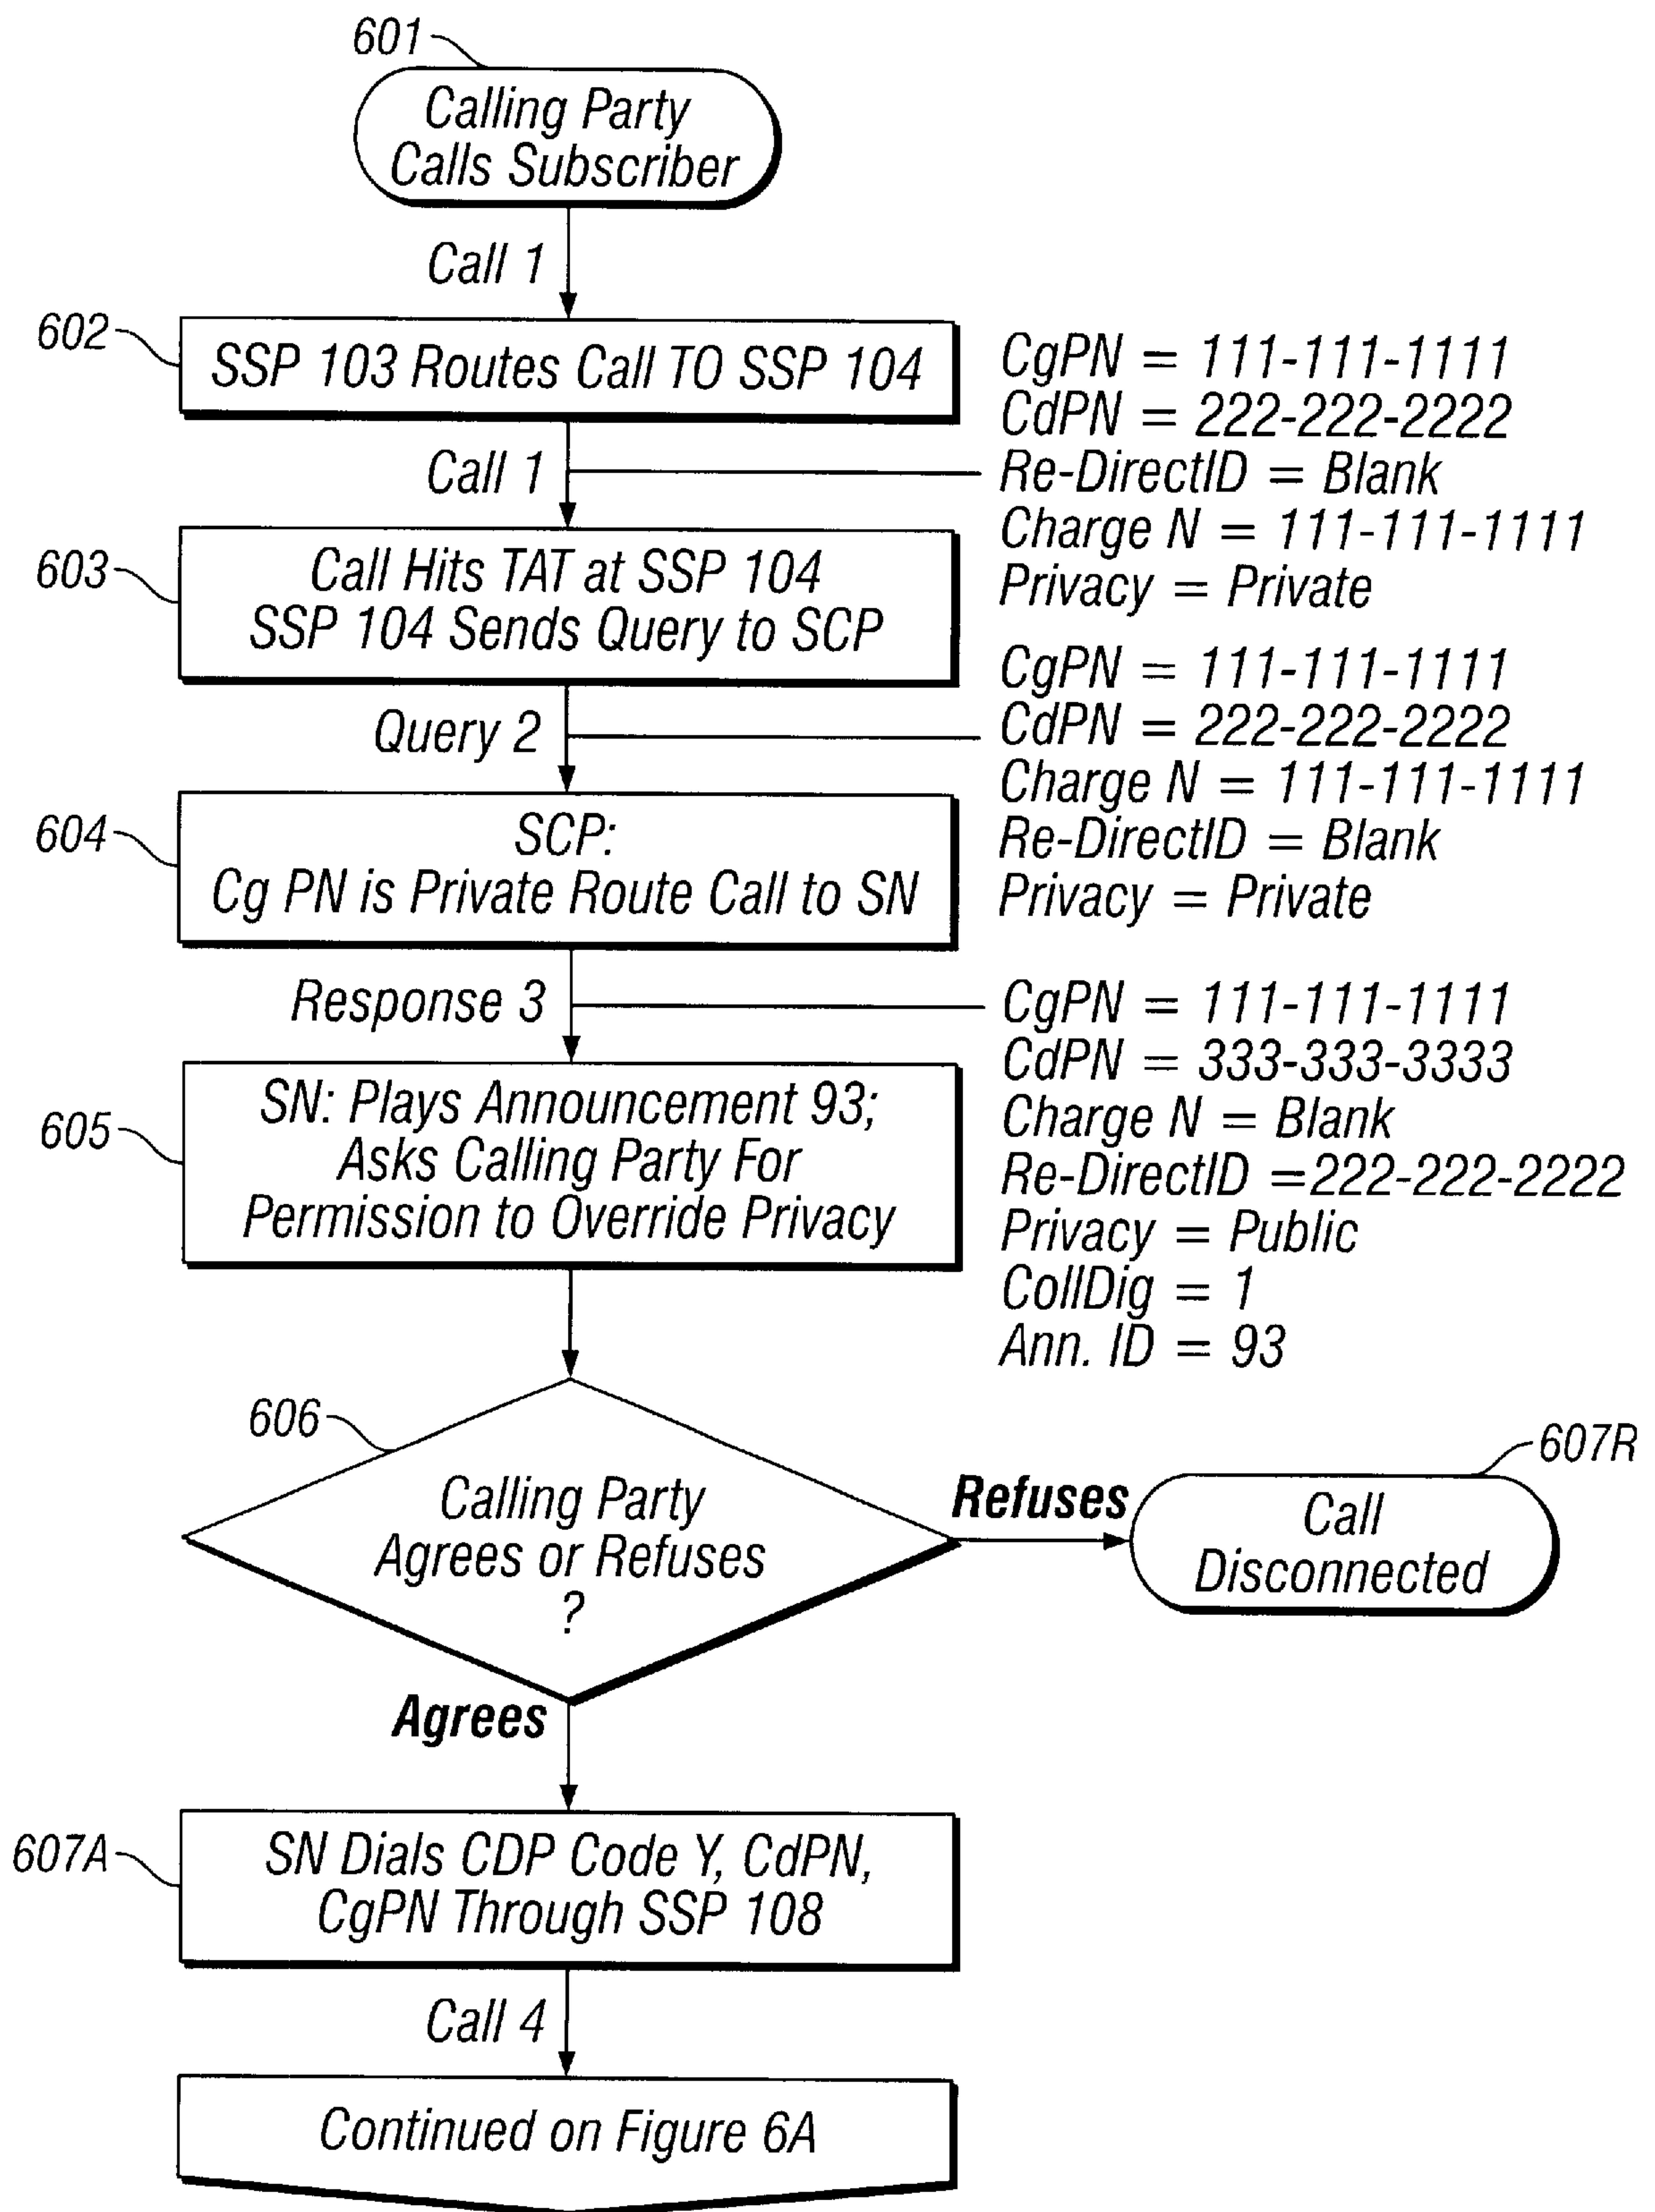 601
Calling Party
Calls Subscriber
Call 1
602
SSP 103 Routes Call TO SSP 104
CgPN = 111-111-1111
CdPN = 222-222-2222
Re-DirectID = Blank
Charge N = 111-111-1111
Privacy = Private
Call 1
603
Call Hits TAT at SSP 104
SSP 104 Sends Query to SCP
CgPN = 111-111-1111
CdPN = 222-222-2222
Charge N = 111-111-1111
Re-DirectID = Blank
Privacy = Private
Query 2
604
SCP:
Cg PN is Private Route Call to SN
Response 3
CgPN = 111-111-1111
CdPN = 333-333-3333
Charge N = Blank
Re-DirectID =222-222-2222
Privacy = Public
CollDig = 1
Ann. ID = 93
605
SN: Plays Announcement 93;
Asks Calling Party For
Permission to Override Privacy
606
Calling Party
Agrees or Refuses
?
Refuses
607R
Call
Disconnected
Agrees
607A
SN Dials CDP Code Y, CdPN,
CgPN Through SSP 108
Call 4
Continued on Figure 6A